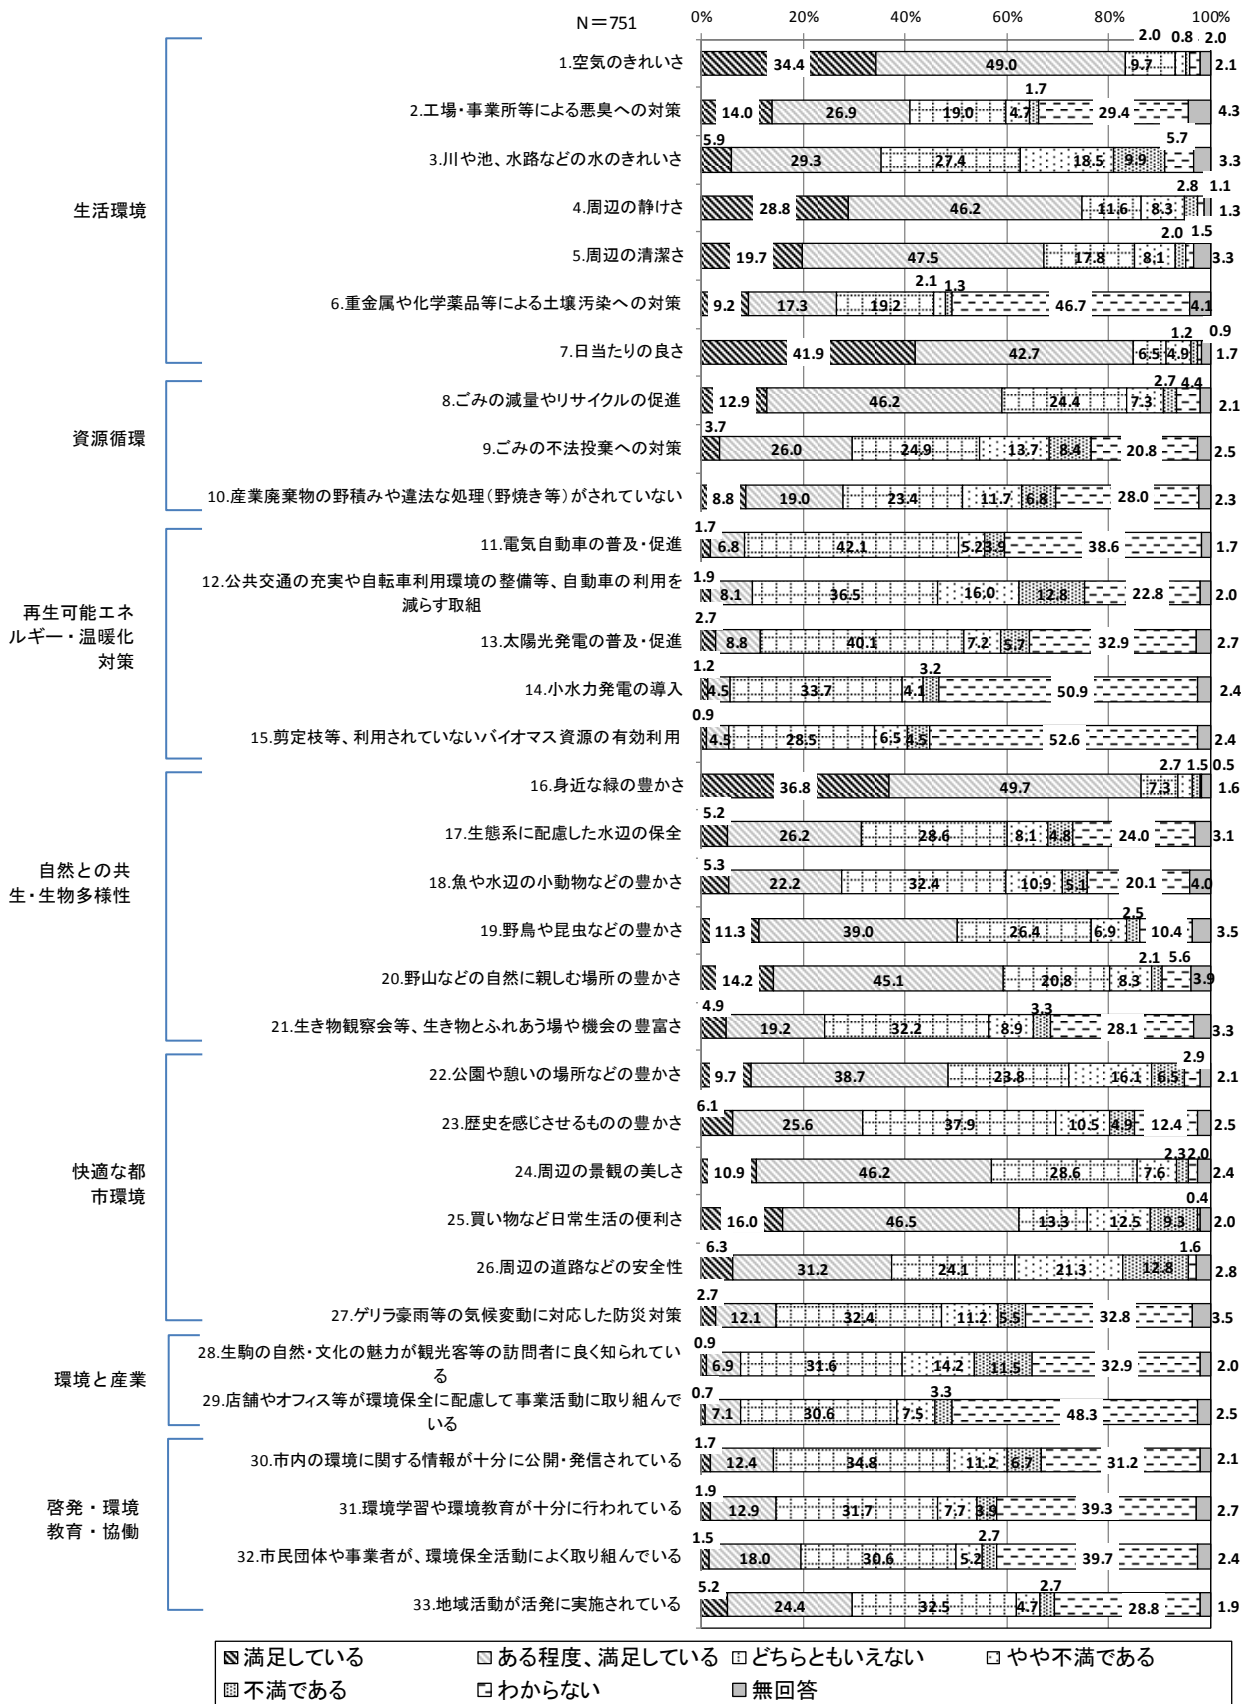 N＝751
0% 20% 40% 60% 80% 100%
生活環境
2.0 0.8 2.0
1.空気のきれいさ 34.4 49.0 9.7 2.1
1.7
2.工場・事業所等による悪臭への対策 14.0 26.9 19.0 4.7 29.4 4.3
5.9 5.7
3.川や池、水路などの水のきれいさ 29.3 27.4 18.5 9.9 3.3
2.8 1.1
4.周辺の静けさ 28.8 46.2 11.6 8.3 1.3
2.0 1.5
5.周辺の清潔さ 19.7 47.5 17.8 8.1 3.3
2.1 1.3
6.重金属や化学薬品等による土壌汚染への対策 9.2 17.3 19.2 46.7 4.1
1.2 0.9
7.日当たりの良さ 41.9 42.7 6.5 4.9 1.7
資源循環
2.7 4.4
8.ごみの減量やリサイクルの促進 12.9 46.2 24.4 7.3 2.1
3.7
9.ごみの不法投棄への対策 26.0 24.9 13.7 8.4 20.8 2.5
10.産業廃棄物の野積みや違法な処理（野焼き等）がされていない 8.8 19.0 23.4 11.7 6.8 28.0 2.3
再生可能エネ
ルギー・温暖化
対策
1.7
11.電気自動車の普及・促進 6.8 42.1 5.2 3.9 38.6 1.7
1.9
12.公共交通の充実や自転車利用環境の整備等、自動車の利用を
減らす取組 8.1 36.5 16.0 12.8 22.8 2.0
2.7
13.太陽光発電の普及・促進 8.8 40.1 7.2 5.7 32.9 2.7
1.2 3.2
14.小水力発電の導入 4.5 33.7 4.1 50.9 2.4
0.9
15.剪定枝等、利用されていないバイオマス資源の有効利用 4.5 28.5 6.5 4.5 52.6 2.4
自然との共
生・生物多様性
2.7 1.5 0.5
16.身近な緑の豊かさ 36.8 49.7 7.3 1.6
5.2
17.生態系に配慮した水辺の保全 26.2 28.6 8.1 4.8 24.0 3.1
5.3
18.魚や水辺の小動物などの豊かさ 22.2 32.4 10.9 5.1 20.1 4.0
2.5
19.野鳥や昆虫などの豊かさ 11.3 39.0 26.4 6.9 10.4 3.5
2.1 5.6
20.野山などの自然に親しむ場所の豊かさ 14.2 45.1 20.8 8.3 3.9
4.9 3.3
21.生き物観察会等、生き物とふれあう場や機会の豊富さ 19.2 32.2 8.9 28.1 3.3
快適な都
市環境
2.9
22.公園や憩いの場所などの豊かさ 9.7 38.7 23.8 16.1 6.5 2.1
6.1
23.歴史を感じさせるものの豊かさ 25.6 37.9 10.5 4.9 12.4 2.5
2.3 2.0
24.周辺の景観の美しさ 10.9 46.2 28.6 7.6 2.4
0.4
25.買い物など日常生活の便利さ 16.0 46.5 13.3 12.5 9.3 2.0
6.3 1.6
26.周辺の道路などの安全性 31.2 24.1 21.3 12.8 2.8
2.7
27.ゲリラ豪雨等の気候変動に対応した防災対策 12.1 32.4 11.2 5.5 32.8 3.5
環境と産業
0.9
28.生駒の自然・文化の魅力が観光客等の訪問者に良く知られてい
る 6.9 31.6 14.2 11.5 32.9 2.0
0.7 3.3
29.店舗やオフィス等が環境保全に配慮して事業活動に取り組んで
いる 7.1 30.6 7.5 48.3 2.5
啓発・環境
教育・協働
1.7
30.市内の環境に関する情報が十分に公開・発信されている 12.4 34.8 11.2 6.7 31.2 2.1
1.9
31.環境学習や環境教育が十分に行われている 12.9 31.7 7.7 3.9 39.3 2.7
1.5 2.7
32.市民団体や事業者が、環境保全活動によく取り組んでいる 18.0 30.6 5.2 39.7 2.4
5.2 2.7
33.地域活動が活発に実施されている 24.4 32.5 4.7 28.8 1.9
満足している ある程度、満足している どちらともいえない やや不満である
不満である わからない 無回答